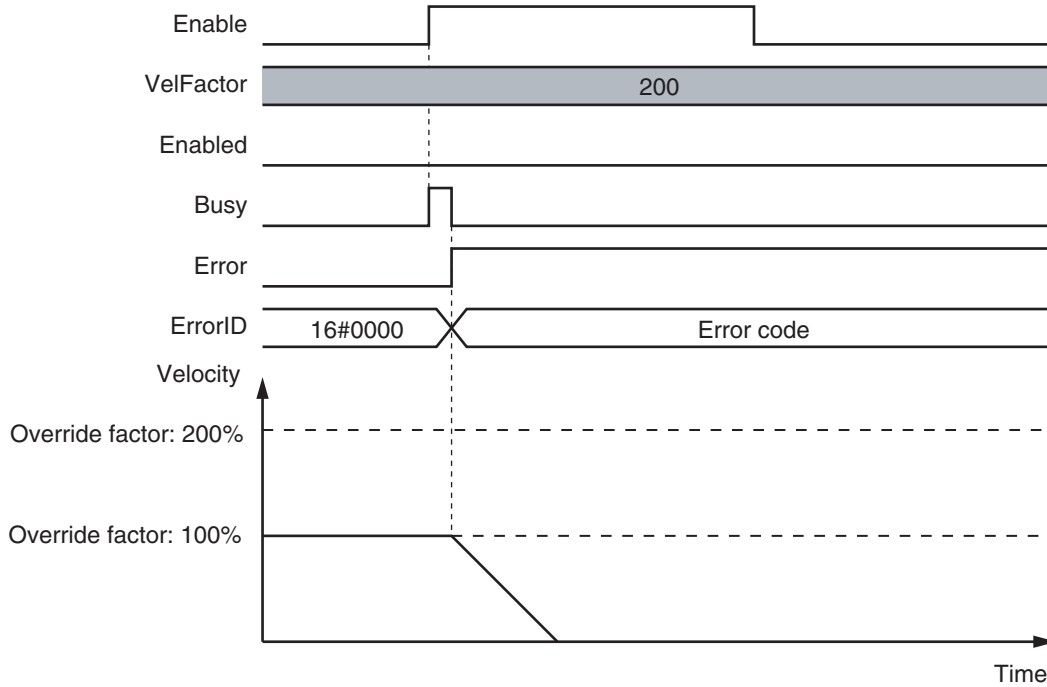 Enable
VelFactor
200
Enabled
Busy
Error
ErrorID
16#0000
Error code
Velocity
Override factor: 200%
Override factor: 100%
Time